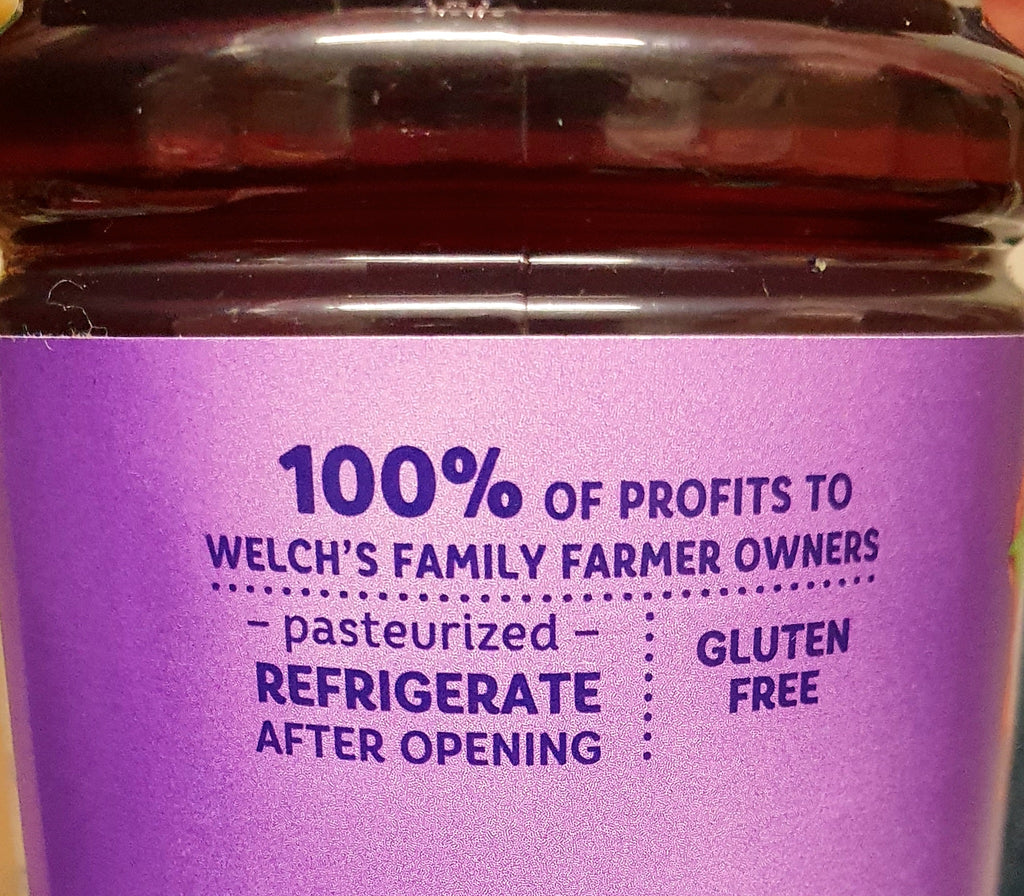 100% OF PROFITS TO
WELCH'S FAMILY FARMER OWNERS
– pasteurized –
REFRIGERATE
AFTER OPENING
GLUTEN
FREE